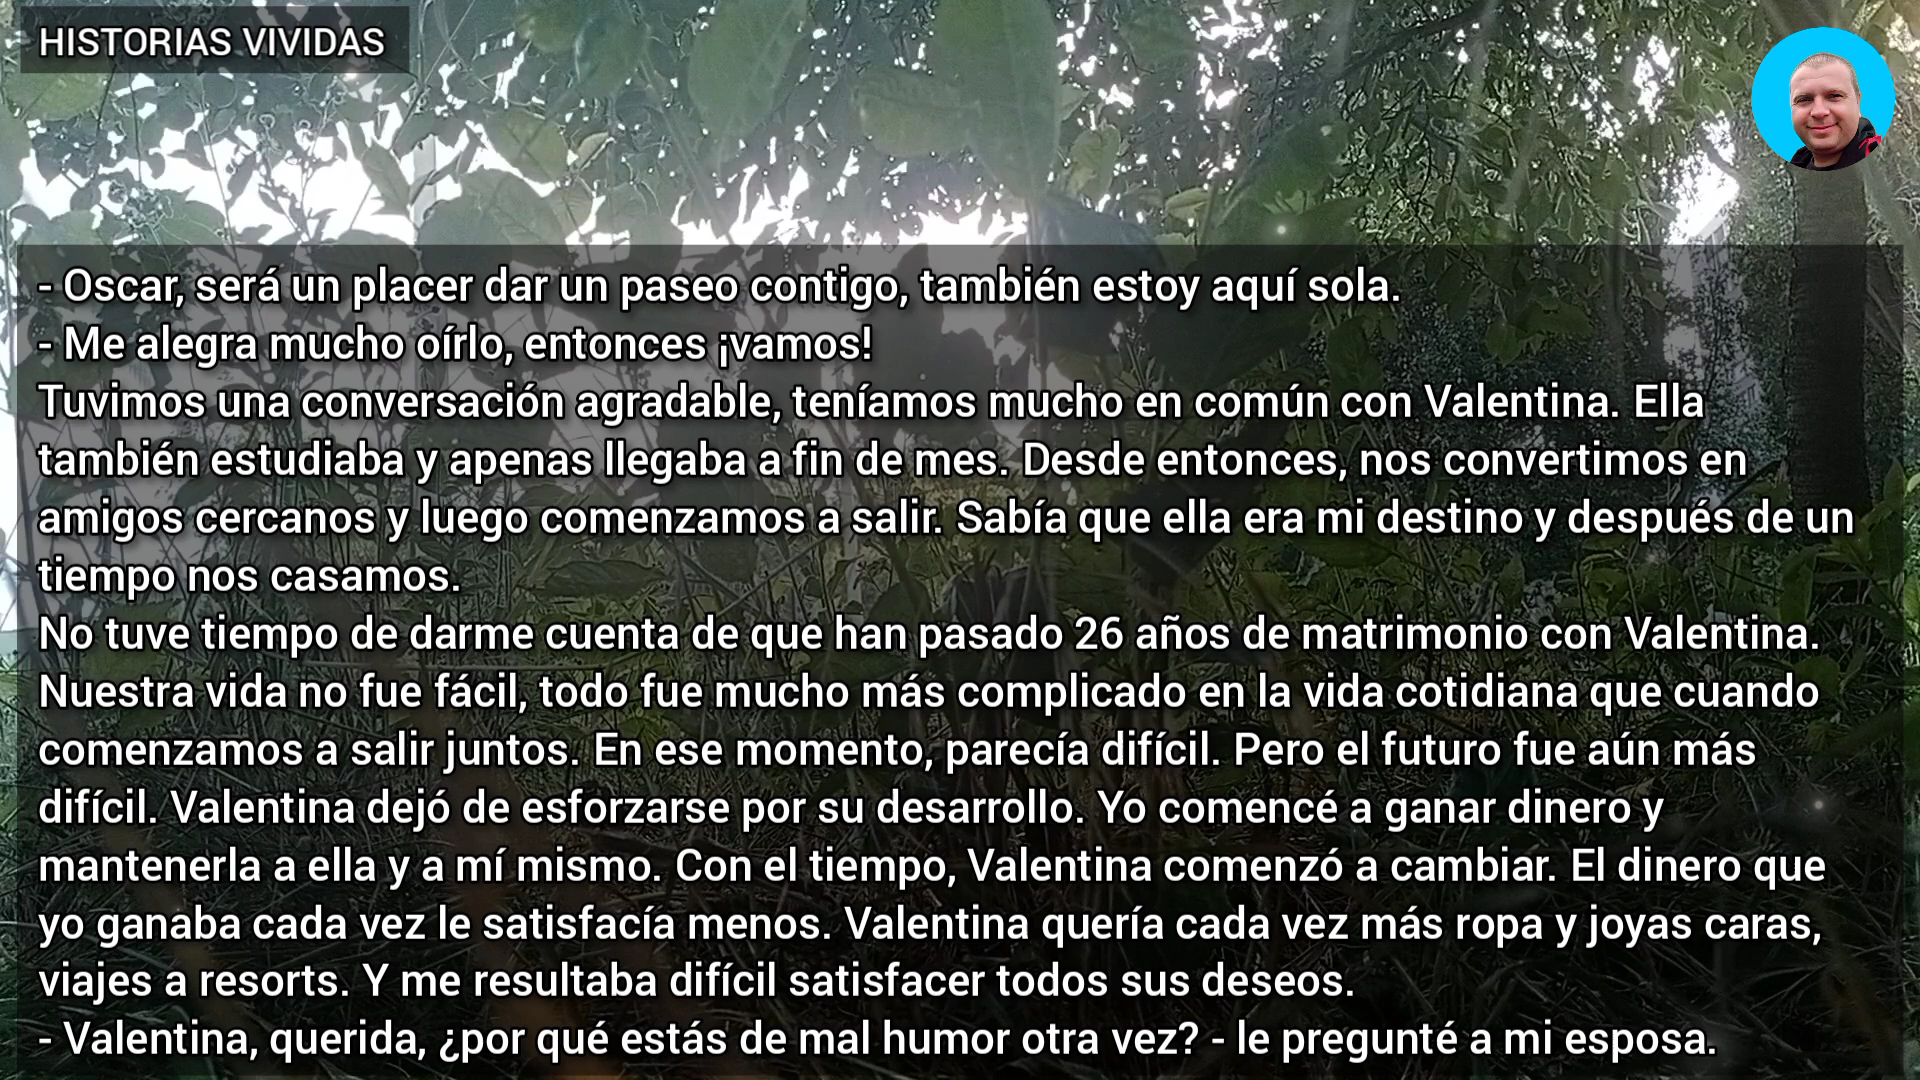 HISTORIAS VIVIDAS
- Oscar, será un placer dar un paseo contigo, también estoy aquí sola.
- Me alegra mucho oírlo, entonces ¡vamos!
Tuvimos una conversación agradable, teníamos mucho en común con Valentina. Ella
también estudiaba y apenas llegaba a fin de mes. Desde entonces, nos convertimos en
amigos cercanos y luego comenzamos a salir. Sabía que ella era mi destino y después de un
tiempo nos casamos.
No tuve tiempo de darme cuenta de que han pasado 26 años de matrimonio con Valentina.
Nuestra vida no fue fácil, todo fue mucho más complicado en la vida cotidiana que cuando
comenzamos a salir juntos. En ese momento, parecía difícil. Pero el futuro fue aún más
difícil. Valentina dejó de esforzarse por su desarrollo. Yo comencé a ganar dinero y
mantenerla a ella y a mí mismo. Con el tiempo, Valentina comenzó a cambiar. El dinero que
yo ganaba cada vez le satisfacía menos. Valentina quería cada vez más ropa y joyas caras,
viajes a resorts. Y me resultaba difícil satisfacer todos sus deseos.
- Valentina, querida, ¿por qué estás de mal humor otra vez? - le pregunté a mi esposa.